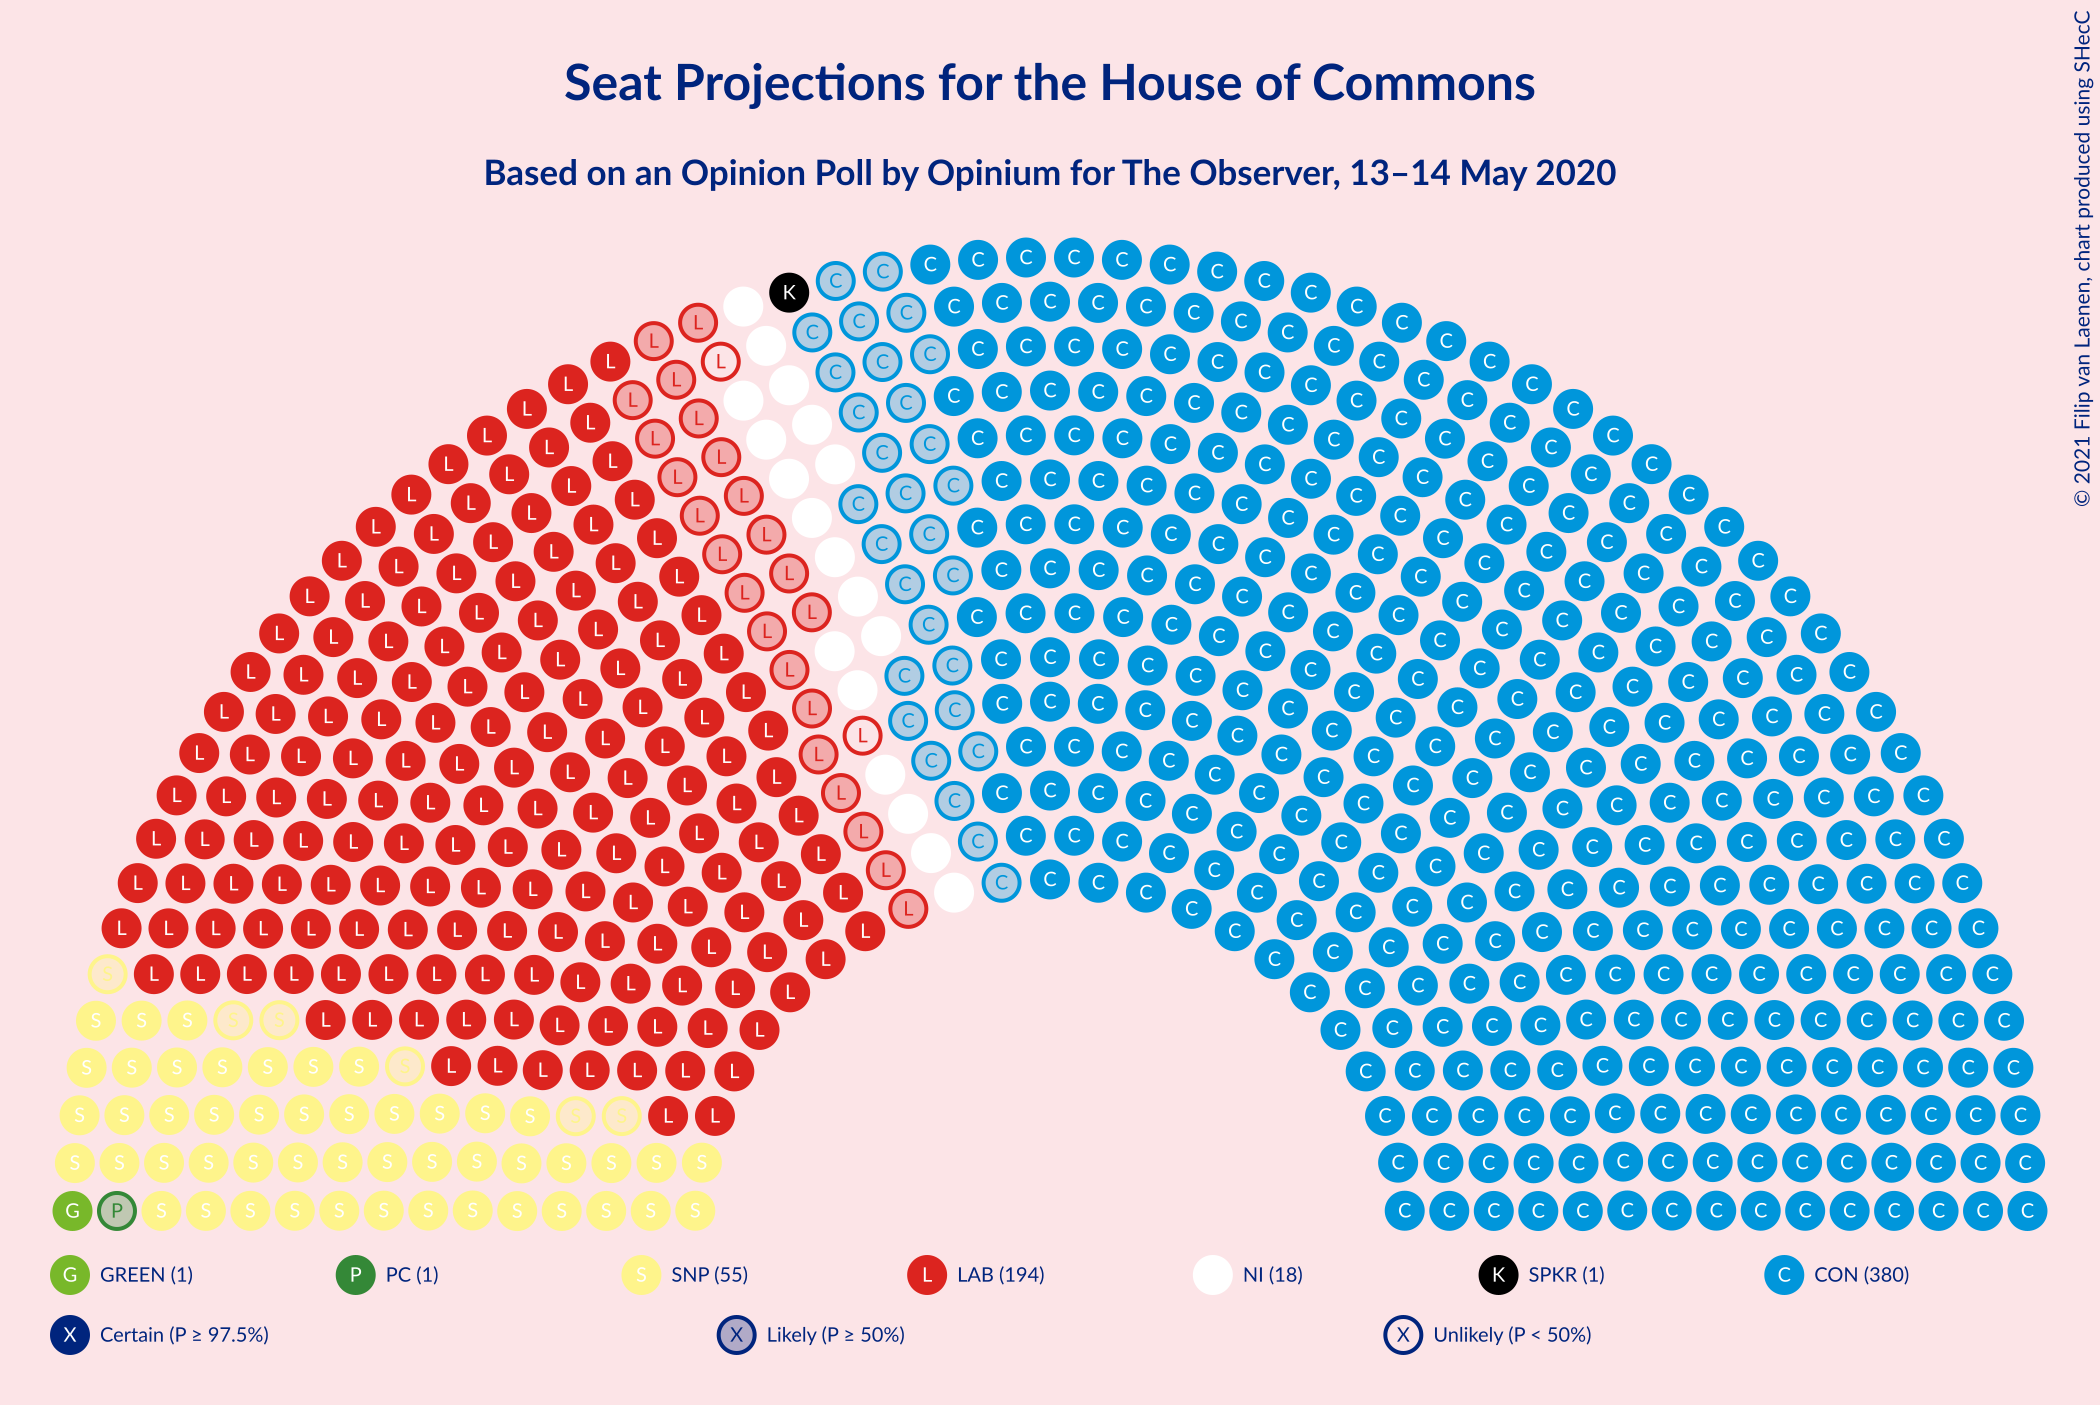 Seat Projections for the House of Commons
Based on an Opinion Poll by Opinium for The Observer, 13–14 May 2020
© 2021 Filip van Laenen, chart produced using SHecC
G GREEN (1)
P PC (1)
S SNP (55)
L LAB (194)
NI (18)
K SPKR (1)
C CON (380)
X Certain (P ≥ 97.5%)
X Likely (P ≥ 50%)
X Unlikely (P < 50%)